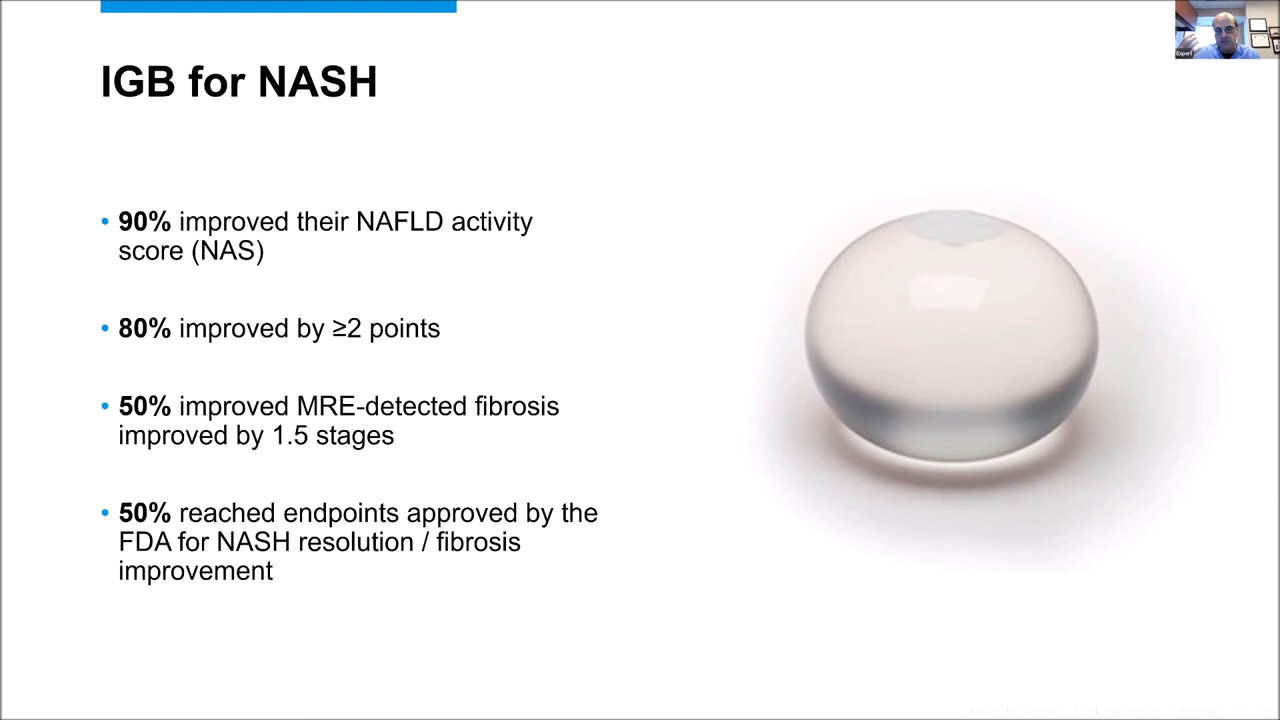 Expert
IGB for NASH
• 90% improved their NAFLD activity
score (NAS)
• 80% improved by ≥2 points
• 50% improved MRE-detected fibrosis
improved by 1.5 stages
• 50% reached endpoints approved by the
FDA for NASH resolution / fibrosis
improvement